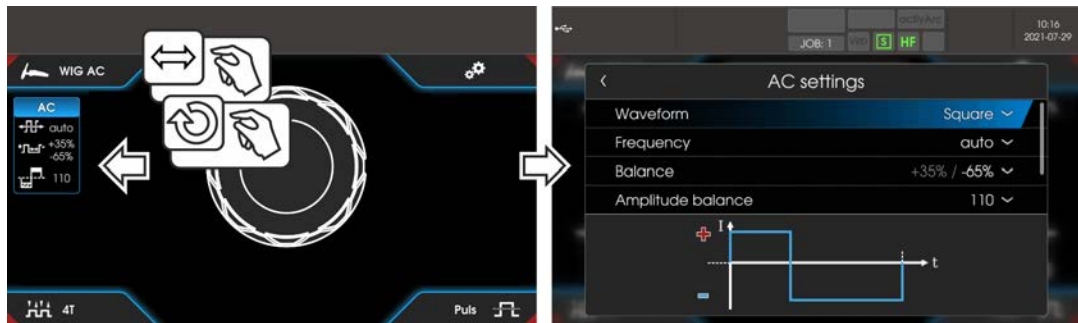 WIG AC
AC
auto
+35%
-65%
110
4T
Puls
activArc
JOB: 1
VRD
S
HF
10:16
2021-07-29
AC settings
Waveform Square
Frequency auto
Balance +35% / -65%
Amplitude balance 110
I
t